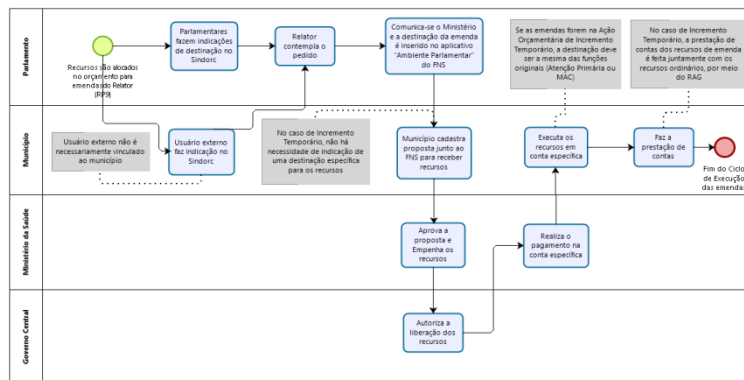 Parlamento
Recursos são alocados
no orçamento para
emendas do Relator
(RP9)
Parlamentares
fazem indicações
de destinação no
Sindorc
Relator
contempla o
pedido
Comunica-se o Ministério
e a destinação da emenda
é inserido no aplicativo
"Ambiente Parlamentar" do
FNS
Se as emendas forem na Ação
Orçamentária de Incremento
Temporário, a destinação deve
ser a mesma das funções
originais (Atenção Primária ou
MAC)
No caso de Incremento
Temporário, a prestação de
contas dos recursos de emenda
é feita juntamente com os
recursos ordinários, por meio
do RAG
Município
Usuário externo não é
necessariamente vinculado
ao município
Usuário externo
faz indicação no
Sindorc
No caso de Incremento
Temporário, não há
necessidade de indicação de
uma destinação específica
para os recursos
Município cadastra
proposta junto ao
FNS para receber
recursos
Executa os
recursos em
conta específica
Faz a
prestação de
contas
Fim do Ciclo
de Execução
das emendas
Ministério da Saúde
Aprova a
proposta e
Empenha os
recursos
Realiza o
pagamento na
conta específica
Governo Central
Autoriza a
liberação dos
recursos